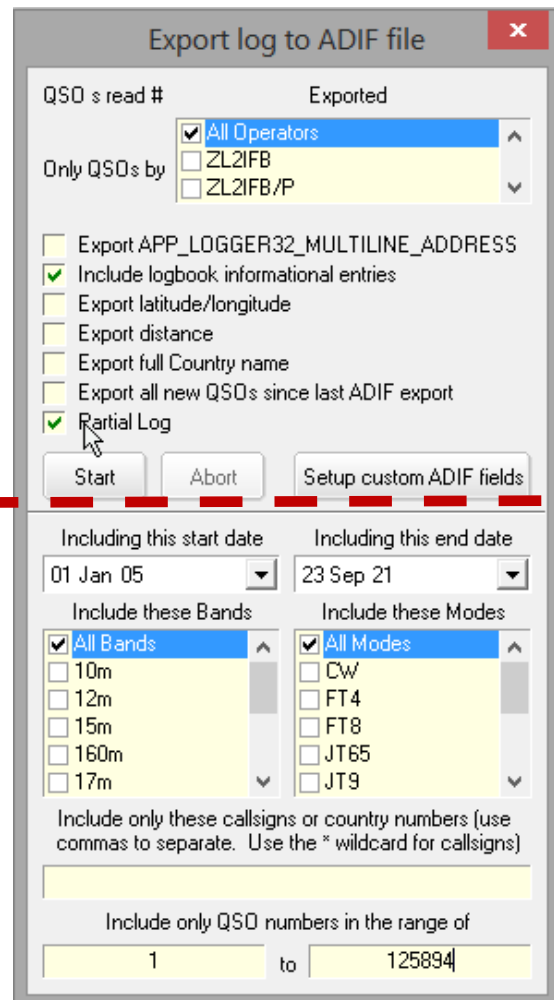 Export log to ADIF file
QSO s read # Exported
Only QSOs by
All Operators
ZL2IFB
ZL2IFB/P
Export APP_LOGGER32_MULTILINE_ADDRESS
Include logbook informational entries
Export latitude/longitude
Export distance
Export full Country name
Export all new QSOs since last ADIF export
Partial Log
Start Abort Setup custom ADIF fields
Including this start date Including this end date
01 Jan 05 23 Sep 21
Include these Bands Include these Modes
All Bands All Modes
10m CW
12m FT4
15m FT8
160m JT65
17m JT9
Include only these callsigns or country numbers (use
commas to separate. Use the * wildcard for callsigns)
Include only QSO numbers in the range of
1 to 125894